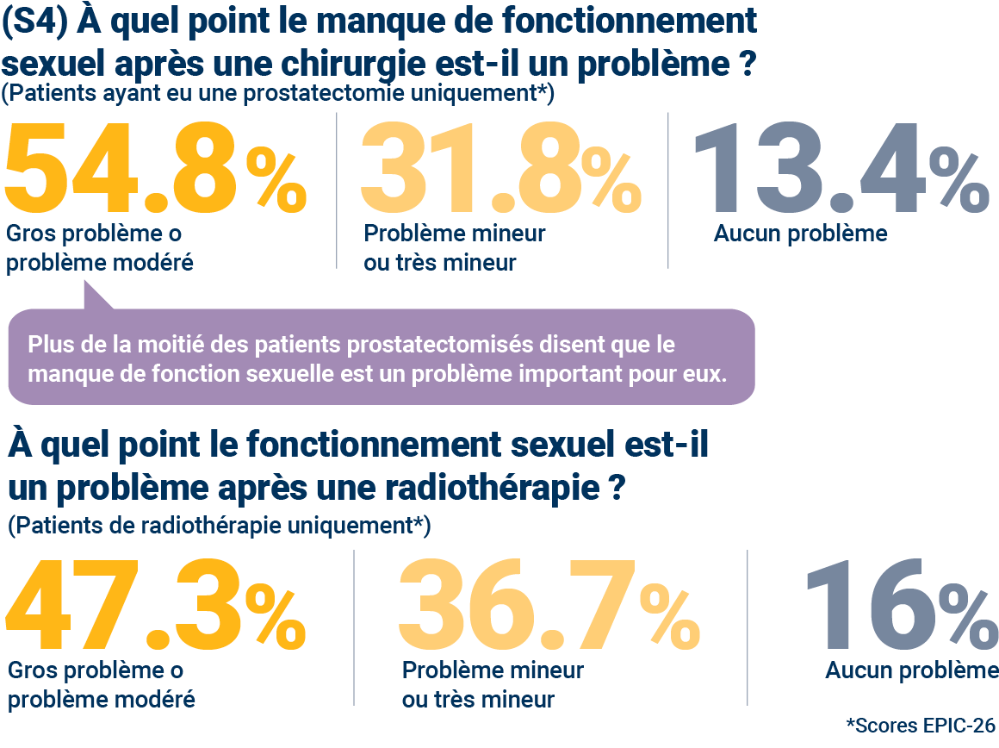 (S4) À quel point le manque de fonctionnement
sexuel après une chirurgie est-il un problème ?
(Patients ayant eu une prostatectomie uniquement*)
54.8% 31.8% 13.4%
Gros problème o Problème mineur Aucun problème
problème modéré ou très mineur
Plus de la moitié des patients prostatectomisés disent que le
manque de fonction sexuelle est un problème important pour eux.
À quel point le fonctionnement sexuel est-il
un problème après une radiothérapie ?
(Patients de radiothérapie uniquement*)
47.3% 36.7% 16%
Gros problème o Problème mineur Aucun problème
problème modéré ou très mineur
*Scores EPIC-26